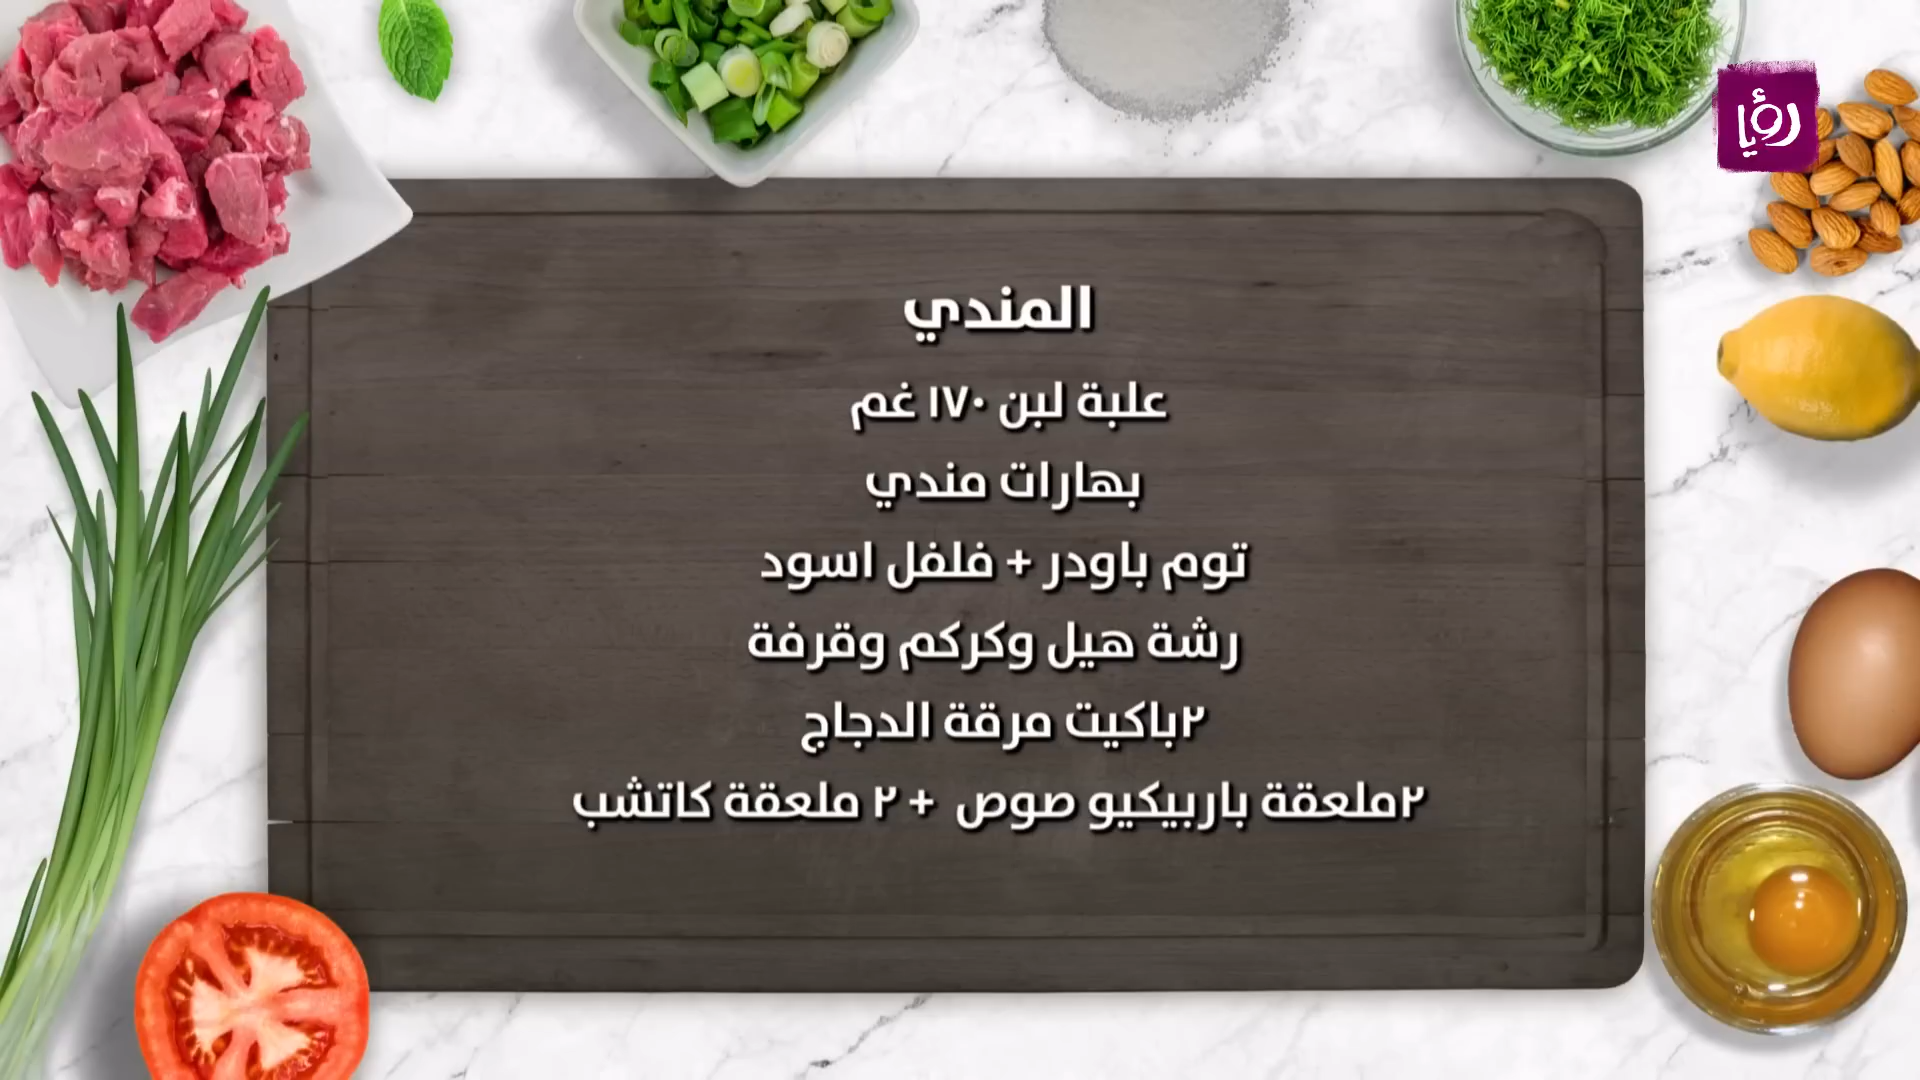 رؤيا
المندي
علبة لبن ١٧٠ غم
بهارات مندي
توم باودر + فلفل اسود
رشة هيل وكركم وقرفة
٢باكيت مرقة الدجاج
٢ملعقة باربيكيو صوص + ٢ ملعقة كاتشب